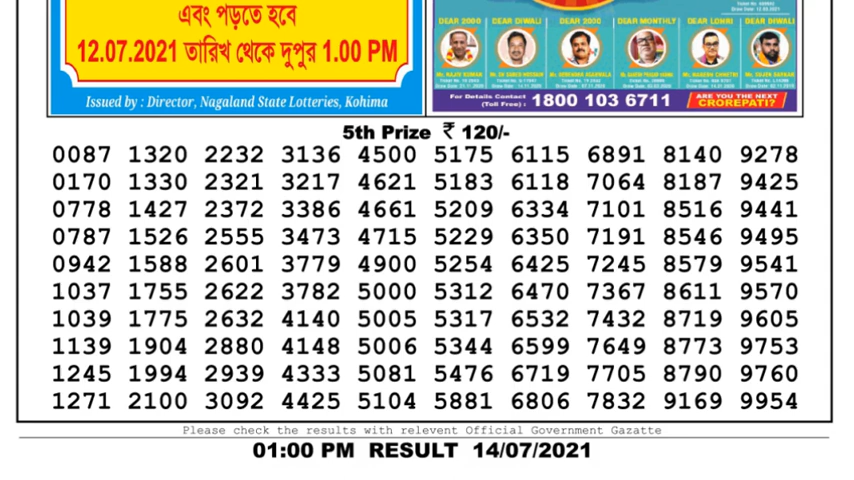 এবং পড়তে হবে
12.07.2021 তারিখ থেকে দুপুর 1.00 PM
Issued by : Director, Nagaland State Lotteries, Kohima
DEAR 2000 DEAR DIWALI DEAR 2000 DEAR MONTHLY DEAR LOHRI DEAR DIWALI
For Details Contact
(Toll Free) : 1800 103 6711
ARE YOU THE NEXT
CROREPATI?
5th Prize ₹ 120/-
0087 1320 2232 3136 4500 5175 6115 6891 8140 9278
0170 1330 2321 3217 4621 5183 6118 7064 8187 9425
0778 1427 2372 3386 4661 5209 6334 7101 8516 9441
0787 1526 2555 3473 4715 5229 6350 7191 8546 9495
0942 1588 2601 3779 4900 5254 6425 7245 8579 9541
1037 1755 2622 3782 5000 5312 6470 7367 8611 9570
1039 1775 2632 4140 5005 5317 6532 7432 8719 9605
1139 1904 2880 4148 5006 5344 6599 7649 8773 9753
1245 1994 2939 4333 5081 5476 6719 7705 8790 9760
1271 2100 3092 4425 5104 5881 6806 7832 9169 9954
Please check the results with relevent Official Government Gazatte
01:00 PM RESULT 14/07/2021